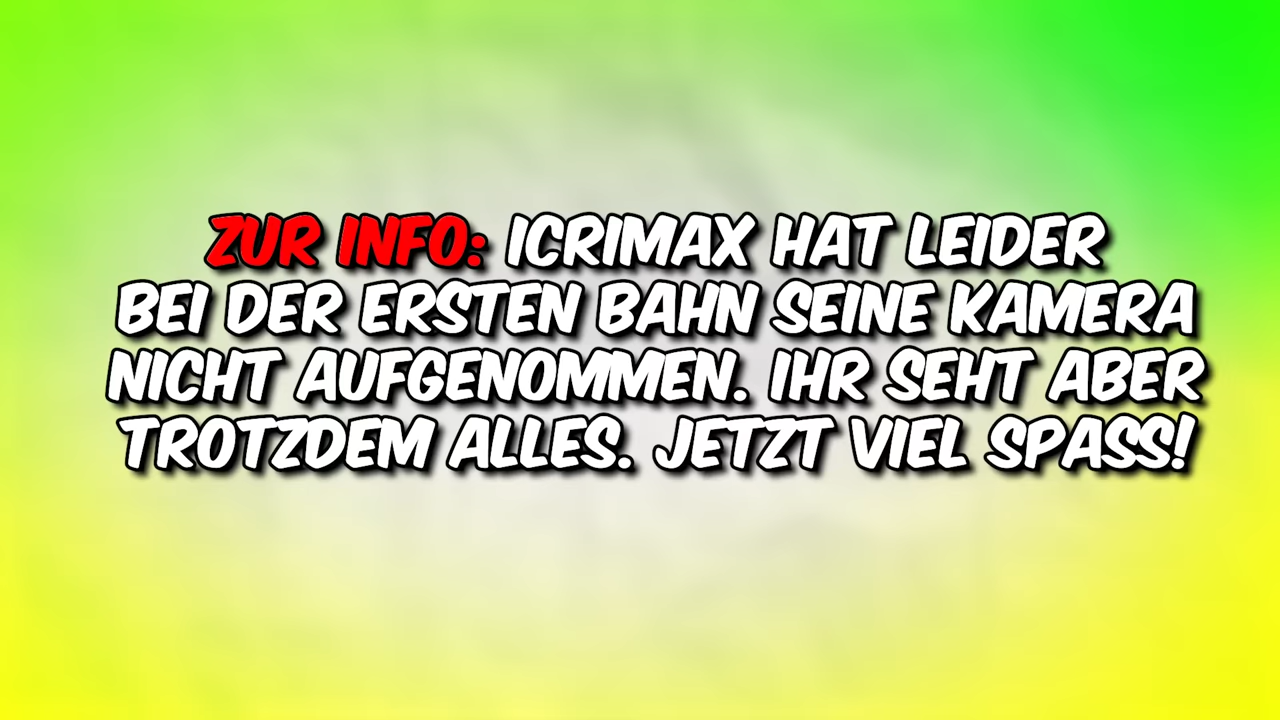 ZUR INFO: ICRIMAX HAT LEIDER
BEI DER ERSTEN BAHN SEINE KAMERA
NICHT AUFGENOMMEN. IHR SEHT ABER
TROTZDEM ALLES. JETZT VIEL SPASS!